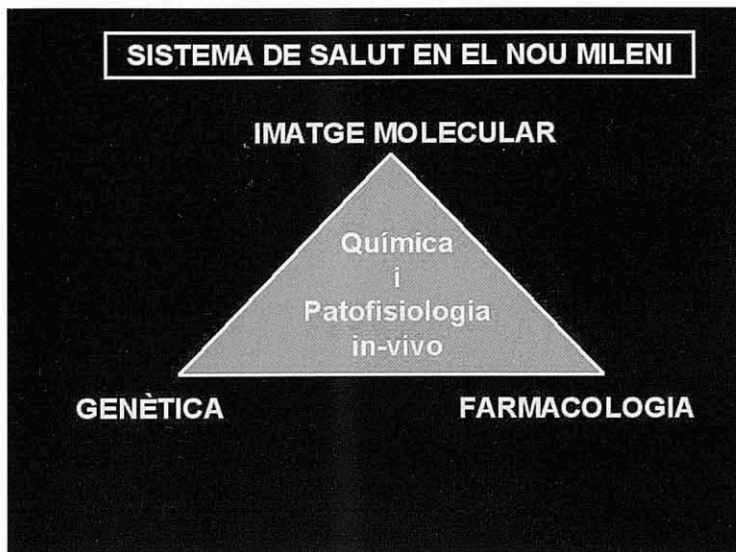 SISTEMA DE SALUT EN EL NOU MILENI
IMATGE MOLECULAR
Química
i
Patofisiologia
in-vivo
GENÈTICA
FARMACOLOGIA